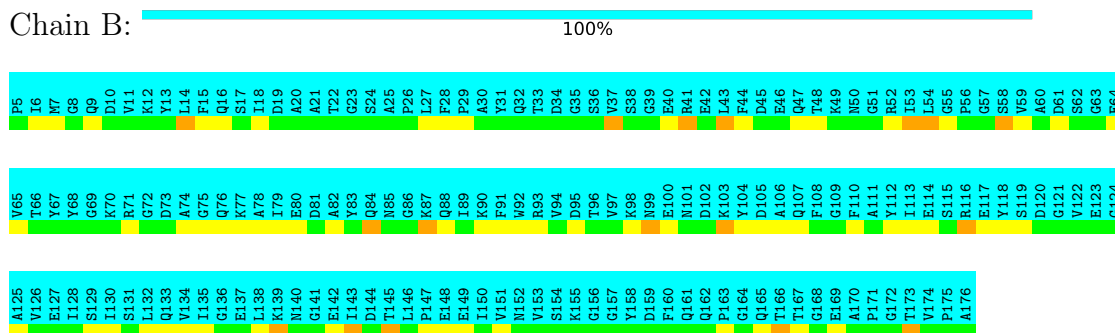 Chain B:
100%
P5 I6 M7 G8 Q9 D10 V11 K12 Y13 L14 F15 Q16 S17 I18 D19 A20 A21 T22 G23 S24 A25 P26 L27 F28 P29 A30 Y31 Q32 T33 D34 G35 S36 V37 S38 G39 E40 R41 E42 L43 F44 D45 E46 Q47 T48 K49 N50 G51 R52 I53 L54 G55 P56 G57 S58 V59 A60 D61 S62 G63
V65 T66 Y67 Y68 G69 K70 R71 G72 D73 A74 G75 Q76 K77 A78 I79 E80 D81 A82 Y83 Q84 N85 G86 K87 Q88 I89 K90 F91 W92 R93 V94 D95 T96 V97 K98 N99 E100 N101 D102 K103 Y104 D105 A106 Q107 F108 G109 F110 A111 Y112 I113 E114 S115 R116 E117 Y118 S119 D120 G121 V122 E123
A125 V126 E127 I128 S129 I130 S131 L132 Q133 V134 I135 G136 E137 L138 K139 N140 G141 E142 I143 D144 T145 L146 P147 E148 E149 I150 V151 N152 V153 S154 K155 G156 G157 Y158 D159 F160 Q161 Q162 P163 G164 Q165 T166 T167 G168 E169 A170 P171 G172 T173 V174 P175 A176